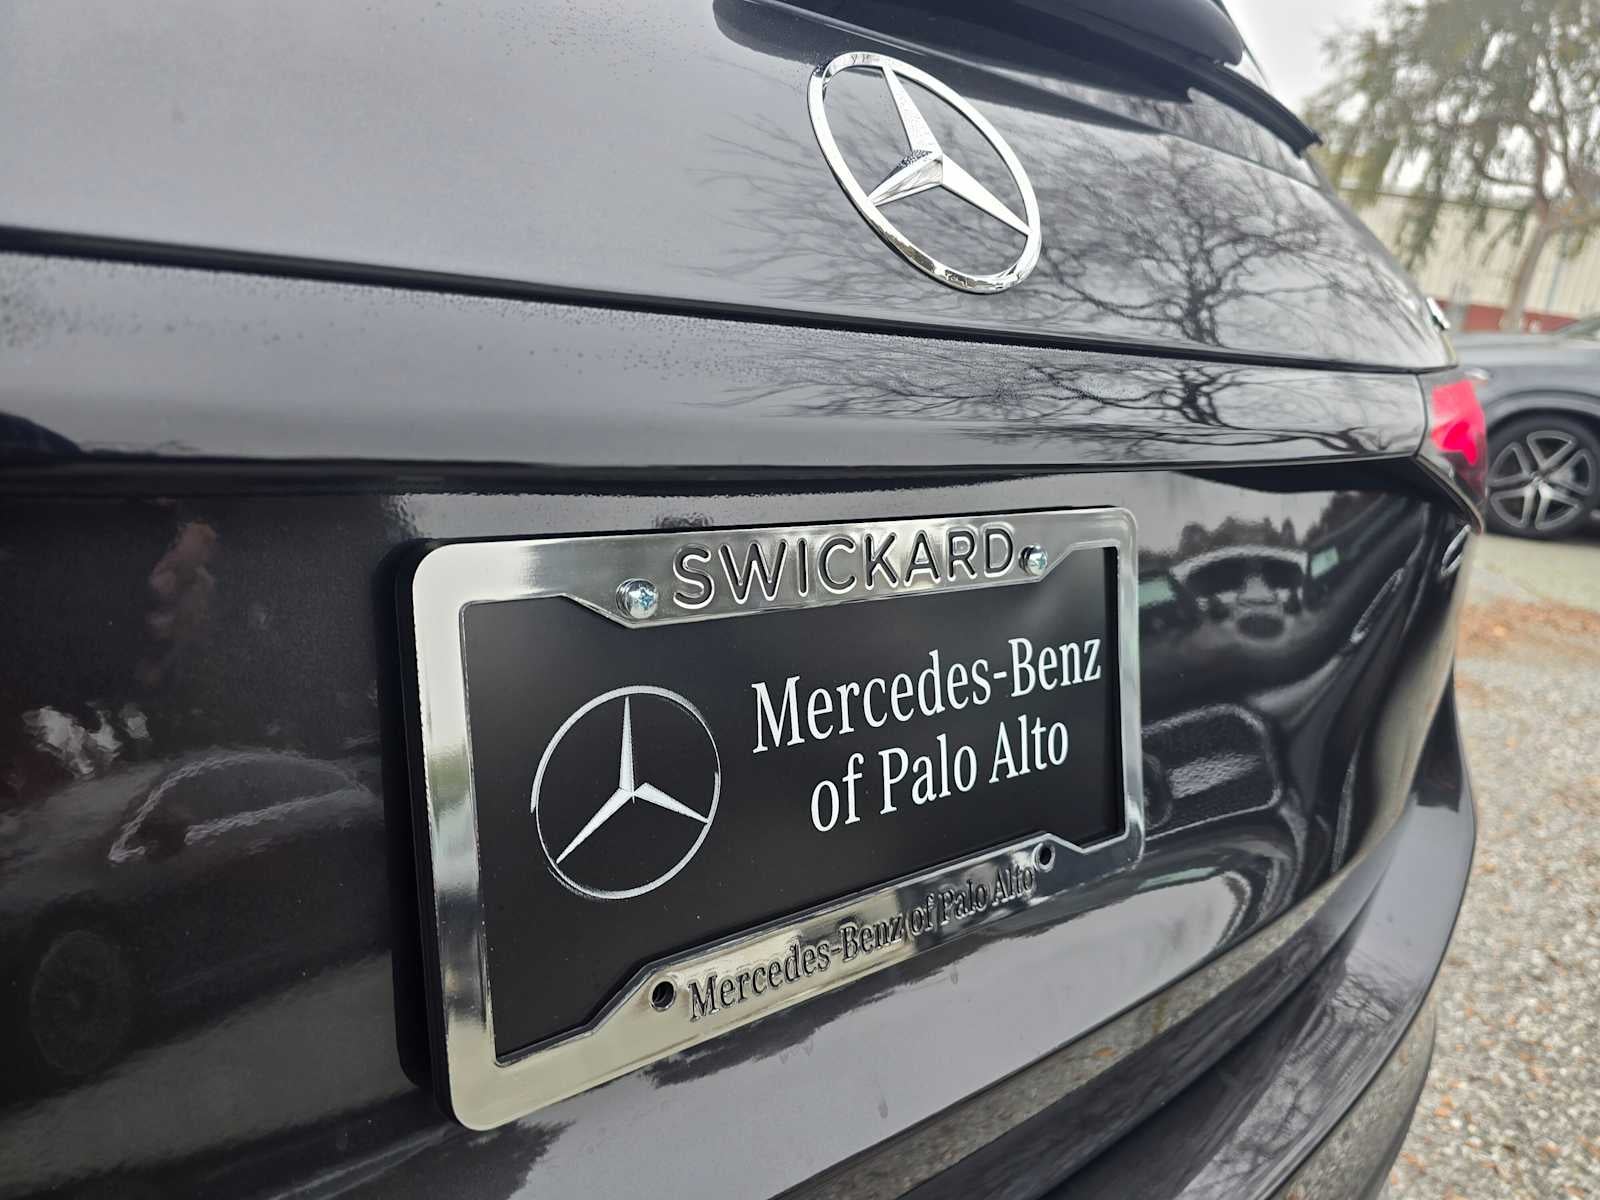 SWICKARD
Mercedes-Benz
of Palo Alto
Mercedes-Benz of Palo Alto